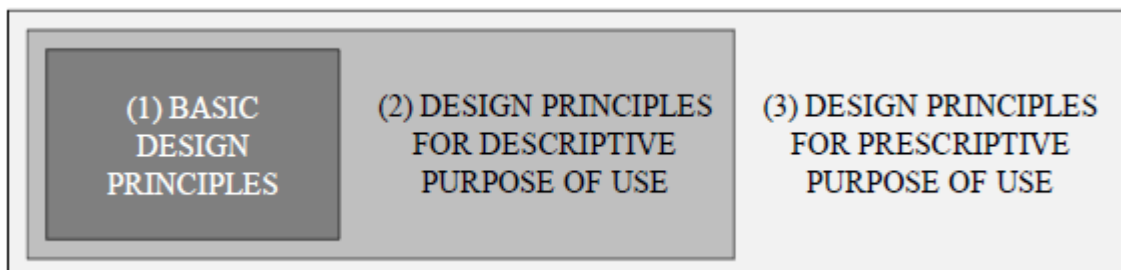 (1) BASIC
DESIGN
PRINCIPLES
(2) DESIGN PRINCIPLES
FOR DESCRIPTIVE
PURPOSE OF USE
(3) DESIGN PRINCIPLES
FOR PRESCRIPTIVE
PURPOSE OF USE